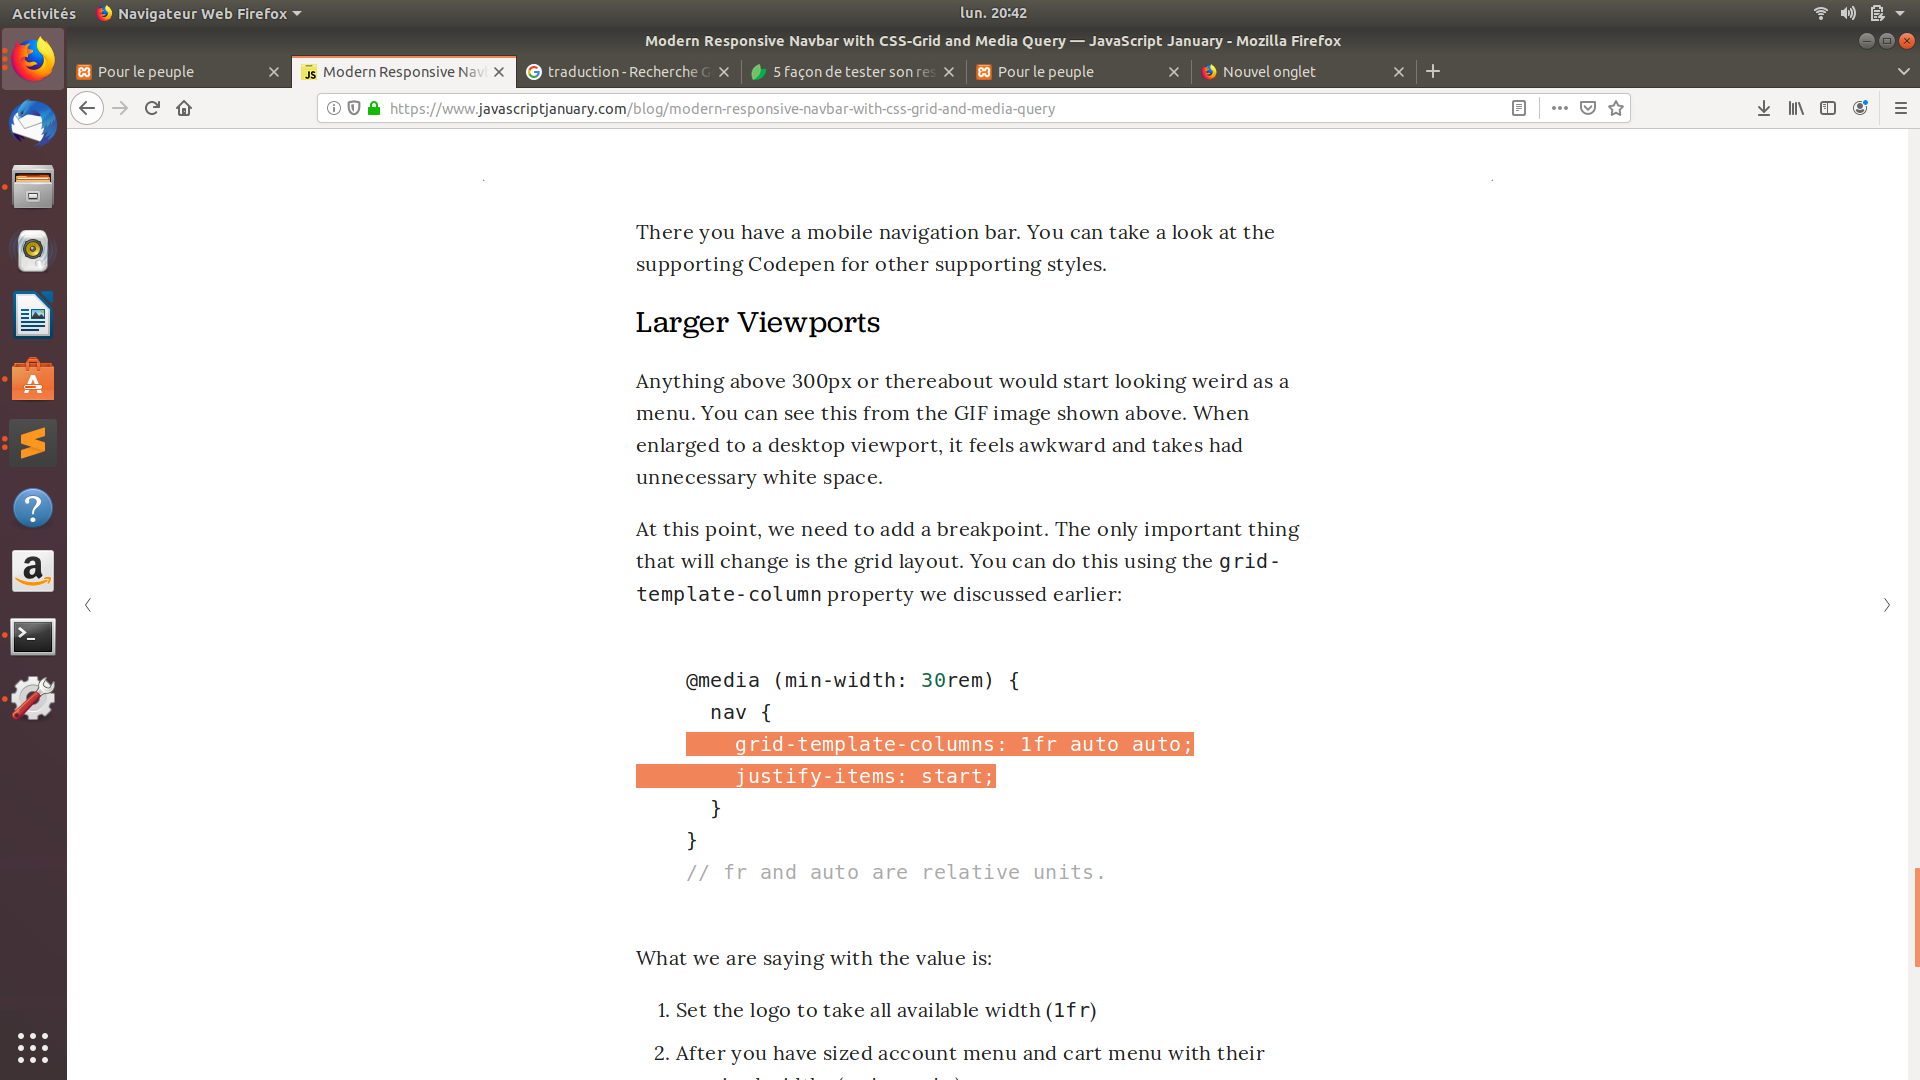 Activités
Navigateur Web Firefox
lun. 20:42
Modern Responsive Navbar with CSS-Grid and Media Query — JavaScript January - Mozilla Firefox
Pour le peuple
Modern Responsive Nav
traduction - Recherche G
5 façon de tester son res
Pour le peuple
Nouvel onglet
https://www.javascriptjanuary.com/blog/modern-responsive-navbar-with-css-grid-and-media-query
There you have a mobile navigation bar. You can take a look at the
supporting Codepen for other supporting styles.
Larger Viewports
Anything above 300px or thereabout would start looking weird as a
menu. You can see this from the GIF image shown above. When
enlarged to a desktop viewport, it feels awkward and takes had
unnecessary white space.
At this point, we need to add a breakpoint. The only important thing
that will change is the grid layout. You can do this using the grid-
template-column property we discussed earlier:
@media (min-width: 30rem) {
nav {
grid-template-columns: 1fr auto auto;
justify-items: start;
}
}
// fr and auto are relative units.
What we are saying with the value is:
1. Set the logo to take all available width (1fr)
2. After you have sized account menu and cart menu with their